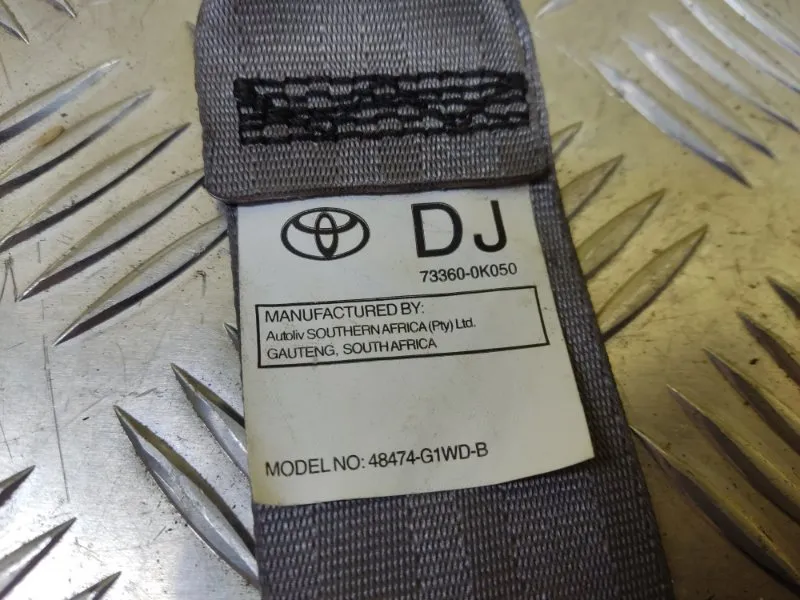 DJ
73360-0K050
MANUFACTURED BY:
Autoliv SOUTHERN AFRICA (Pty) Ltd.
GAUTENG, SOUTH AFRICA
MODEL NO: 48474-G1WD-B